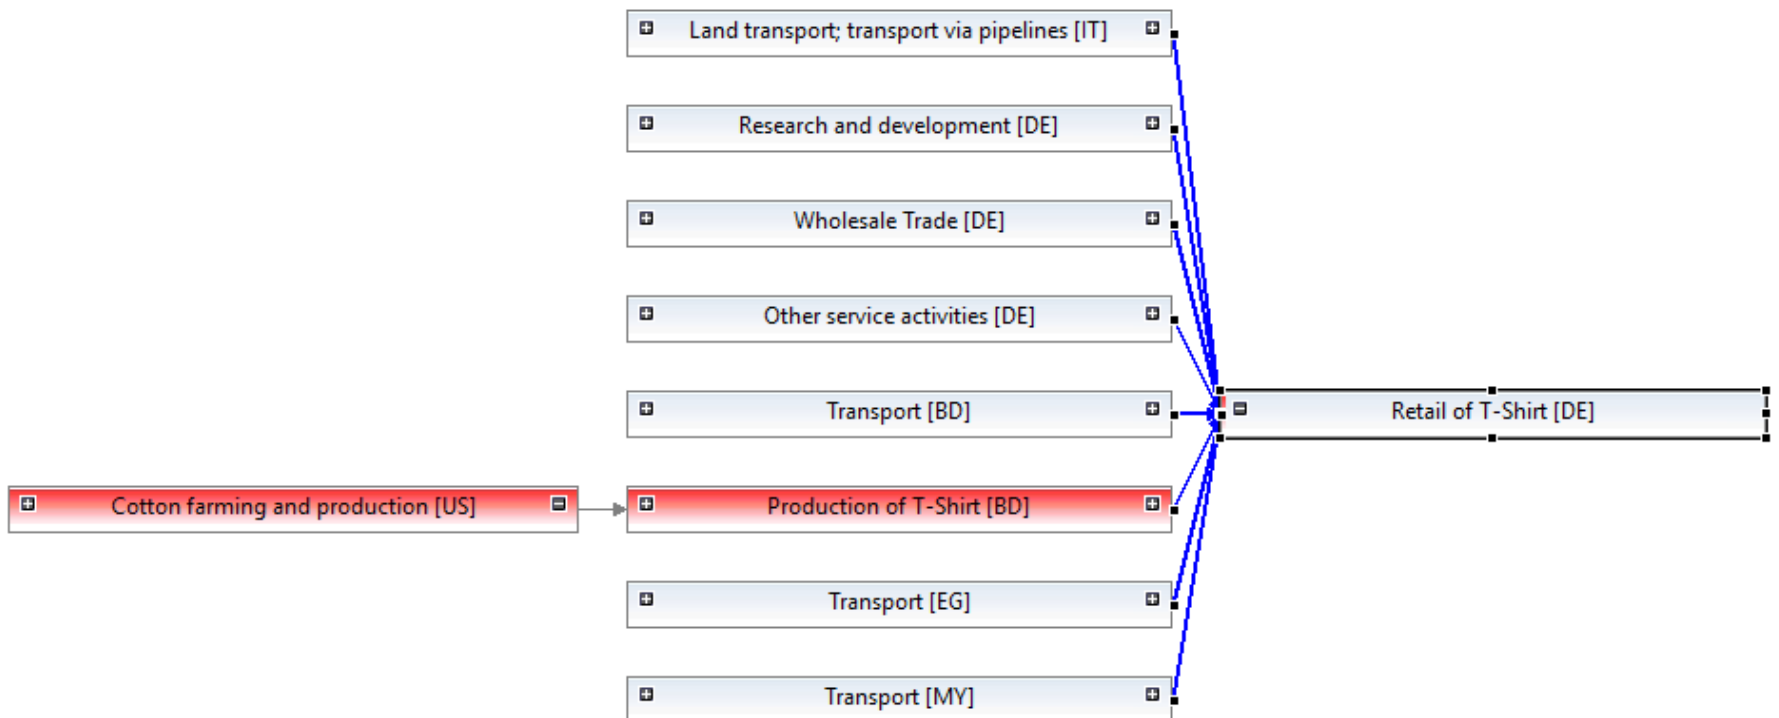 Land transport; transport via pipelines [IT]
Research and development [DE]
Wholesale Trade [DE]
Other service activities [DE]
Transport [BD]
Retail of T-Shirt [DE]
Cotton farming and production [US]
Production of T-Shirt [BD]
Transport [EG]
Transport [MY]